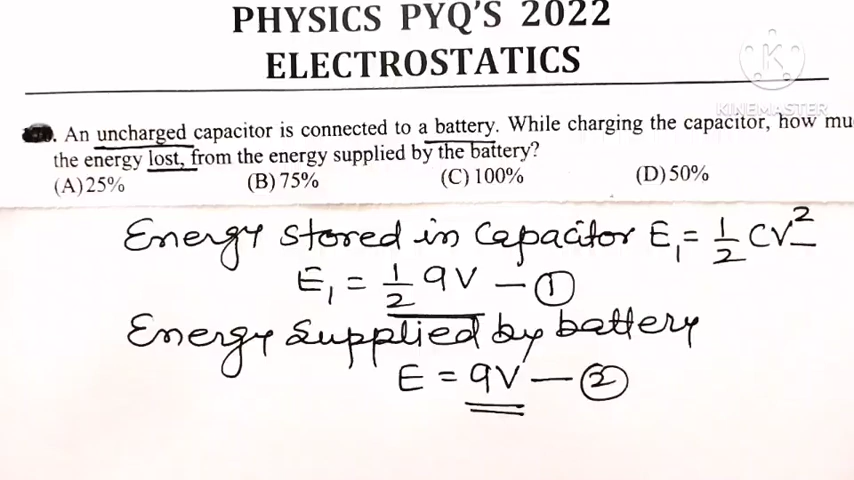 PHYSICS PYQ'S 2022
ELECTROSTATICS
K
KINEMASTER
. An uncharged capacitor is connected to a battery. While charging the capacitor, how mu
the energy lost, from the energy supplied by the battery?
(A) 25% (B) 75% (C) 100% (D) 50%
Energy stored in capacitor E₁ = 1/2 CV²
E₁ = 1/2 qV — ①
Energy supplied by battery
E = qV — ②